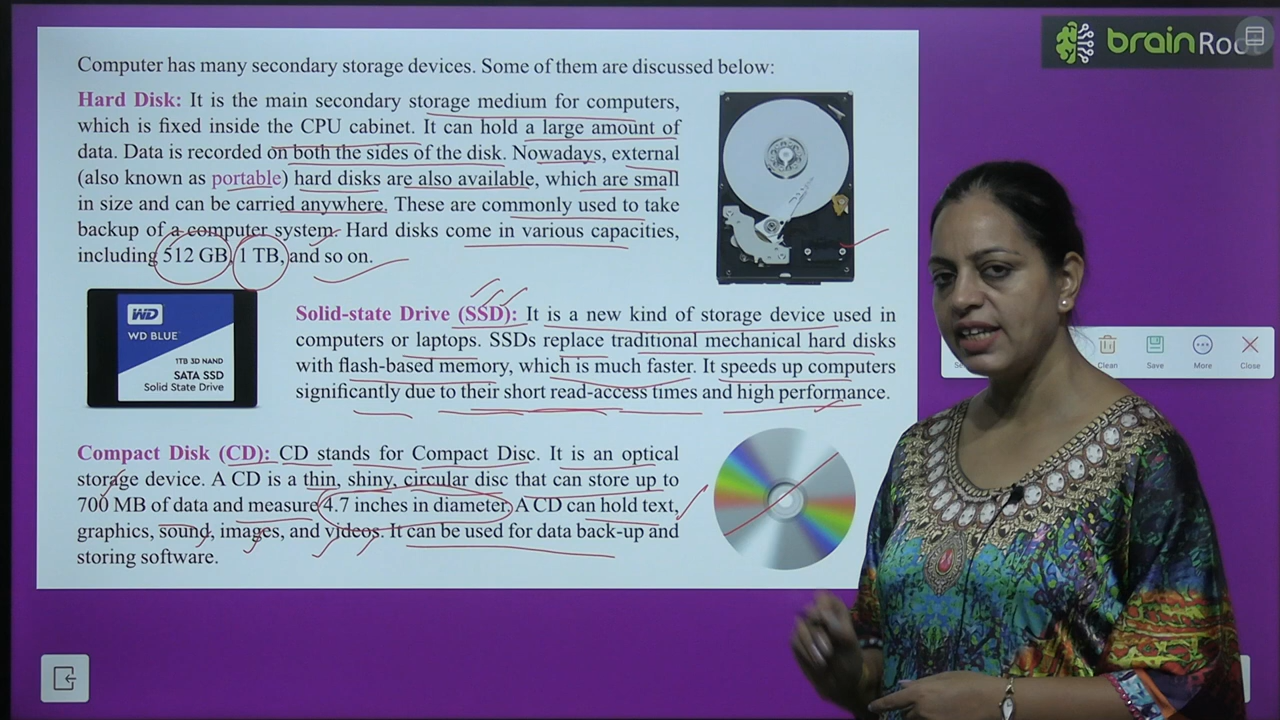 brainRoot
Computer has many secondary storage devices. Some of them are discussed below:
Hard Disk: It is the main secondary storage medium for computers,
which is fixed inside the CPU cabinet. It can hold a large amount of
data. Data is recorded on both the sides of the disk. Nowadays, external
(also known as portable) hard disks are also available, which are small
in size and can be carried anywhere. These are commonly used to take
backup of a computer system. Hard disks come in various capacities,
including 512 GB, 1 TB, and so on.
WD
WD BLUE
1TB 3D NAND
SATA SSD
Solid State Drive
Solid-state Drive (SSD): It is a new kind of storage device used in
computers or laptops. SSDs replace traditional mechanical hard disks
with flash-based memory, which is much faster. It speeds up computers
significantly due to their short read-access times and high performance.
Clean
Save
More
Close
Compact Disk (CD): CD stands for Compact Disc. It is an optical
storage device. A CD is a thin, shiny, circular disc that can store up to
700 MB of data and measure 4.7 inches in diameter. A CD can hold text,
graphics, sound, images, and videos. It can be used for data back-up and
storing software.